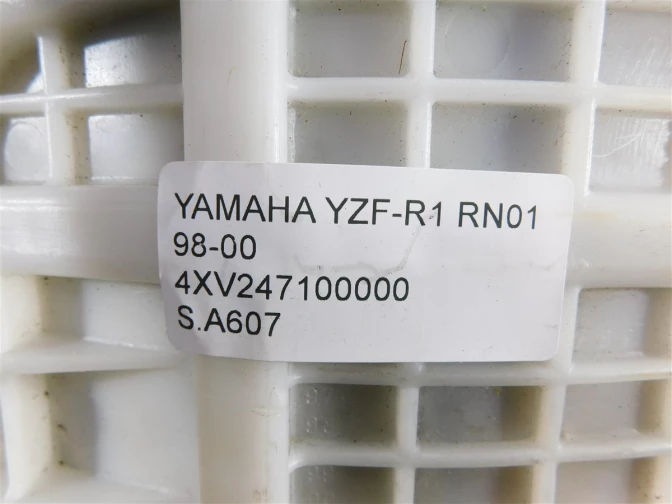 YAMAHA YZF-R1 RN01
98-00
4XV247100000
S.A607